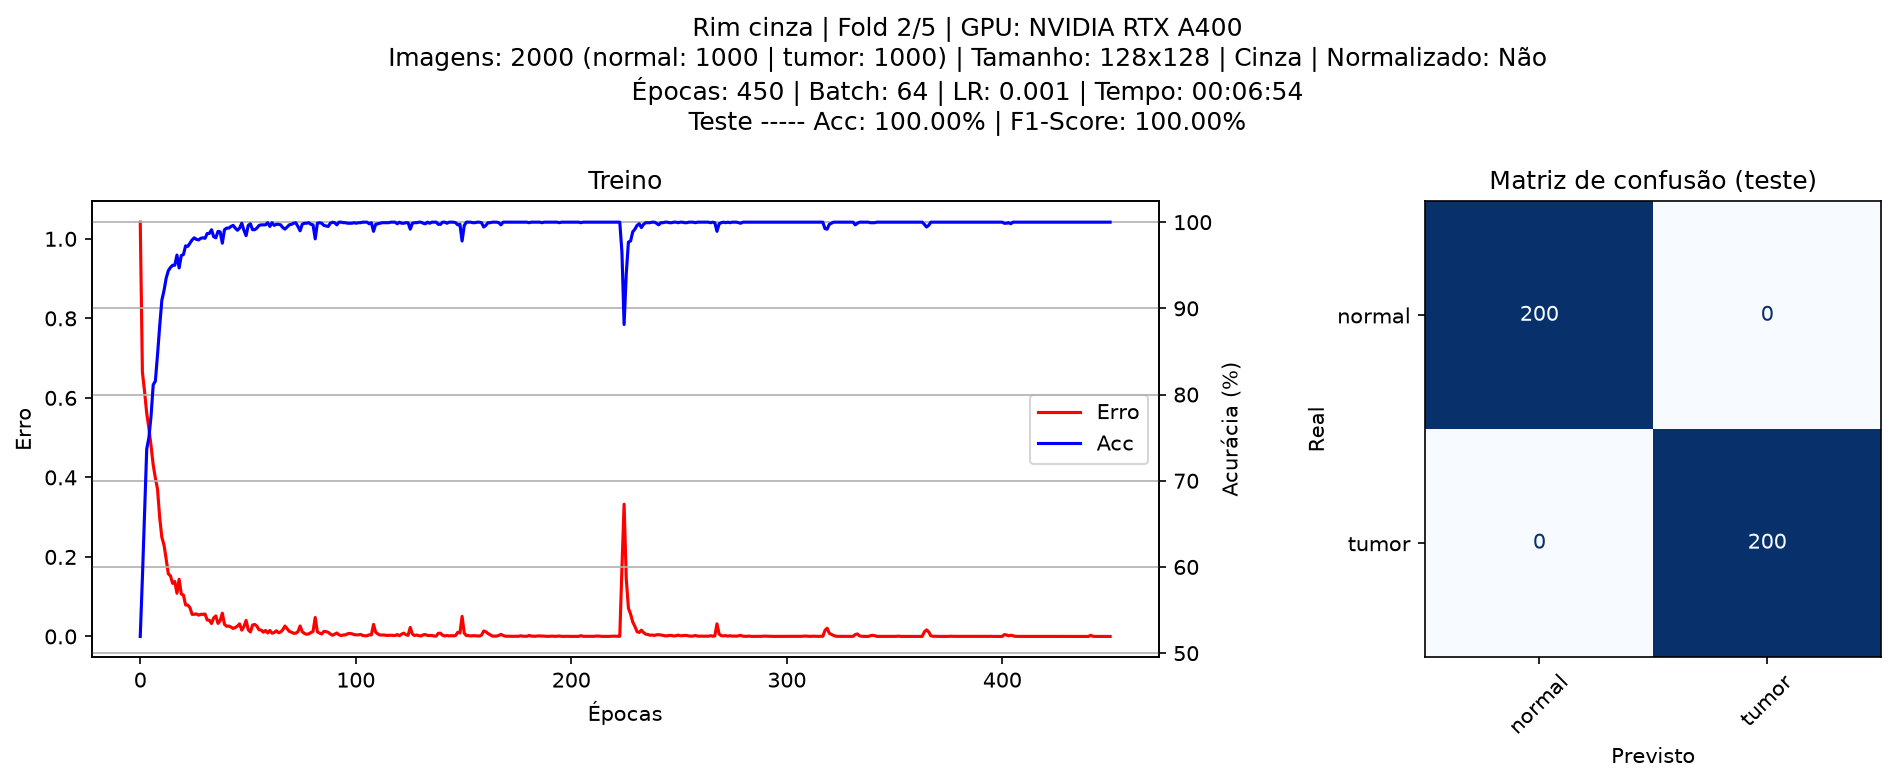 Rim cinza | Fold 2/5 | GPU: NVIDIA RTX A400
Imagens: 2000 (normal: 1000 | tumor: 1000) | Tamanho: 128x128 | Cinza | Normalizado: Não
Épocas: 450 | Batch: 64 | LR: 0.001 | Tempo: 00:06:54
Teste ----- Acc: 100.00% | F1-Score: 100.00%
Treino
Erro
1.0
0.8
0.6
0.4
0.2
0.0
0
100
200
300
400
Épocas
100
90
80
70
60
50
Acurácia (%)
Erro
Acc
Matriz de confusão (teste)
Real
normal
tumor
200
0
0
200
normal
tumor
Previsto